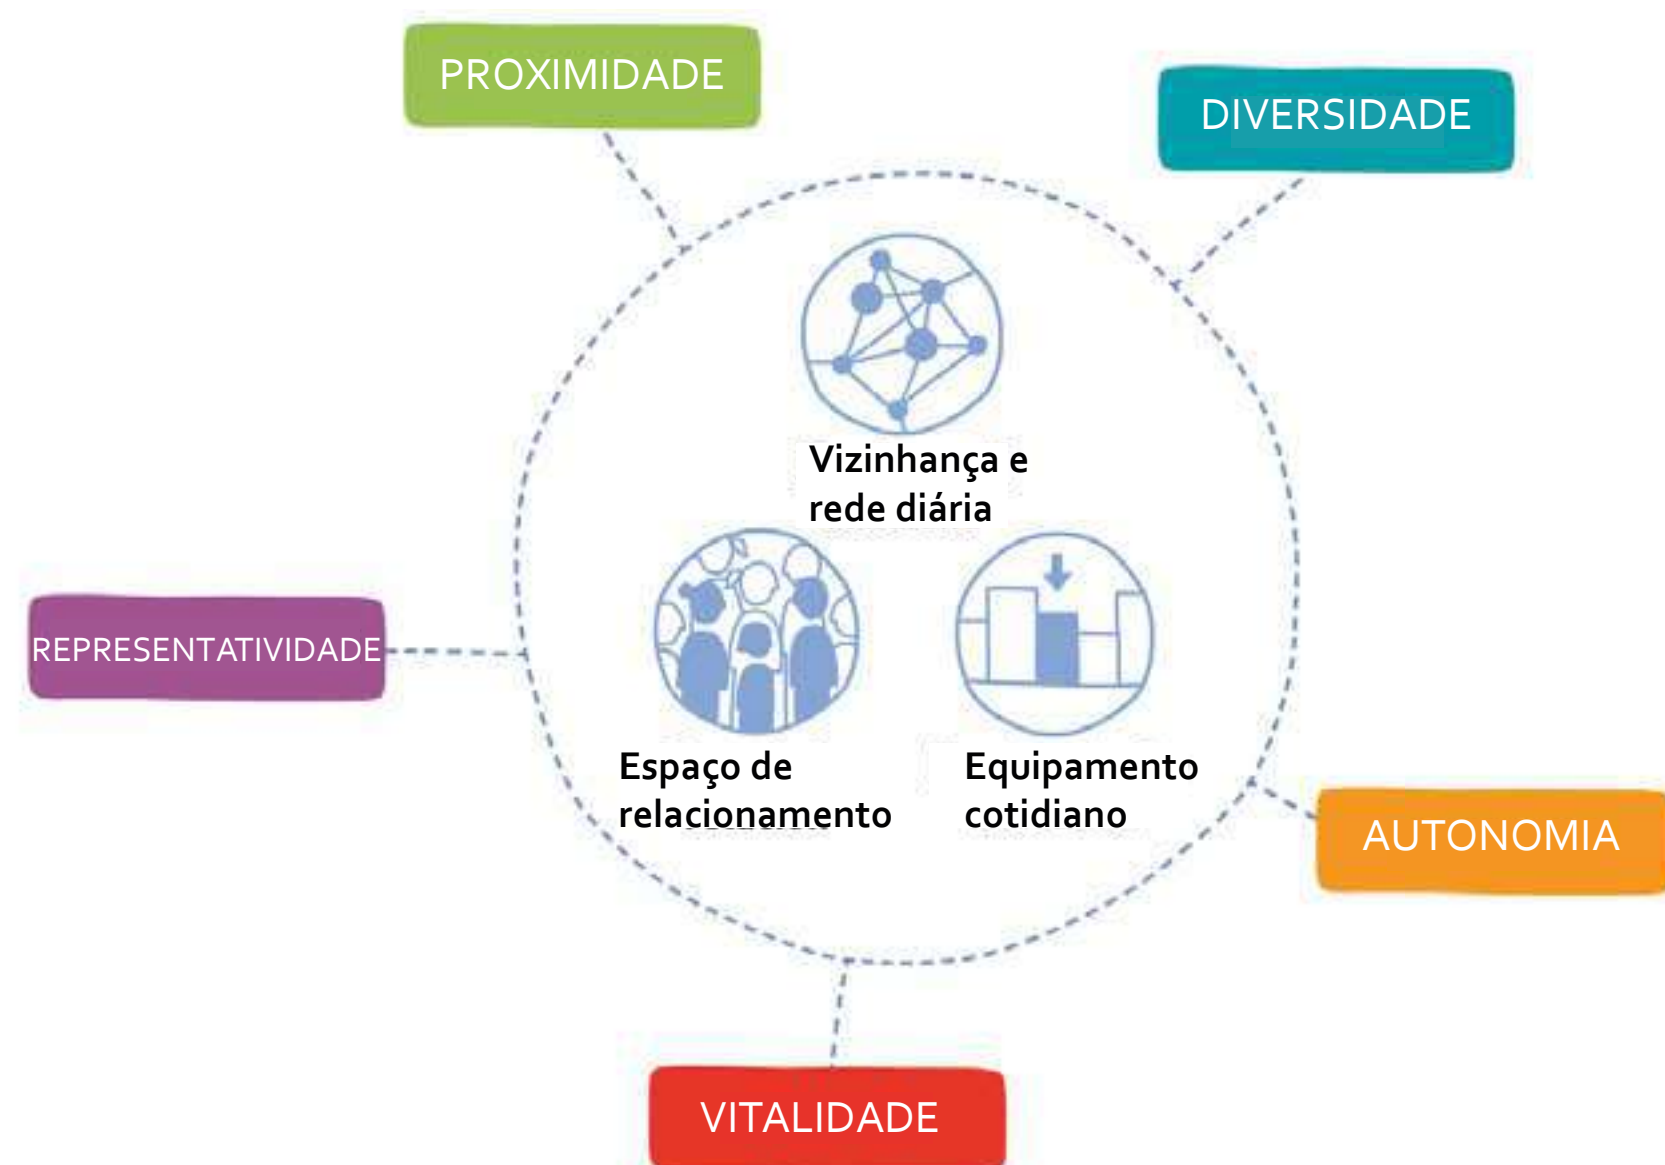 PROXIMIDADE
DIVERSIDADE
Vizinhança e
rede diária
REPRESENTATIVIDADE
Espaço de
relacionamento
Equipamento
cotidiano
AUTONOMIA
VITALIDADE